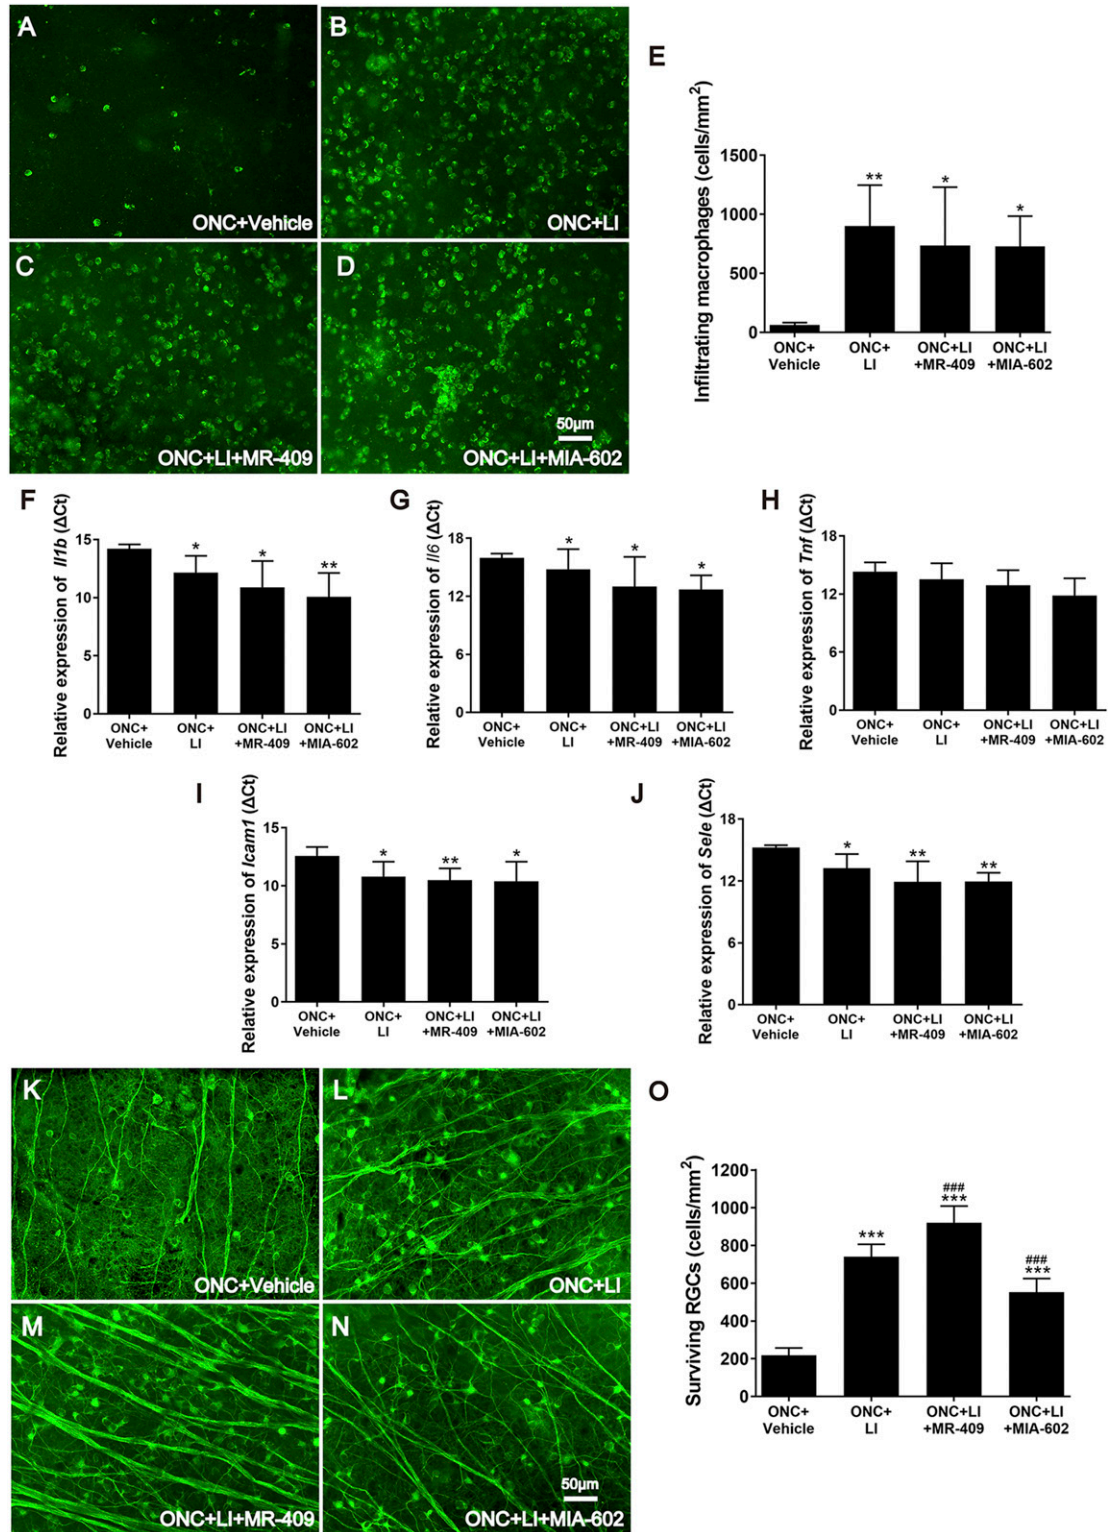 A
ONC+Vehicle
B
ONC+LI
C
ONC+LI+MR-409
D
50μm
ONC+LI+MIA-602
E
Infiltrating macrophages (cells/mm²)
1500
1000
500
0
**
*
*
ONC+ Vehicle
ONC+ LI
ONC+LI +MR-409
ONC+LI +MIA-602
F
Relative expression of Il1b (ΔCt)
15
10
5
0
*
*
**
ONC+ Vehicle
ONC+ LI
ONC+LI +MR-409
ONC+LI +MIA-602
G
Relative expression of Il6 (ΔCt)
18
12
6
0
*
*
*
ONC+ Vehicle
ONC+ LI
ONC+LI +MR-409
ONC+LI +MIA-602
H
Relative expression of Tnf (ΔCt)
18
12
6
0
ONC+ Vehicle
ONC+ LI
ONC+LI +MR-409
ONC+LI +MIA-602
I
Relative expression of Icam1 (ΔCt)
15
10
5
0
*
**
*
ONC+ Vehicle
ONC+ LI
ONC+LI +MR-409
ONC+LI +MIA-602
J
Relative expression of Sele (ΔCt)
18
12
6
0
*
**
**
ONC+ Vehicle
ONC+ LI
ONC+LI +MR-409
ONC+LI +MIA-602
K
ONC+Vehicle
L
ONC+LI
M
ONC+LI+MR-409
N
50μm
ONC+LI+MIA-602
O
Surviving RGCs (cells/mm²)
1200
1000
800
600
400
200
0
***
###
***
###
***
ONC+ Vehicle
ONC+ LI
ONC+LI +MR-409
ONC+LI +MIA-602